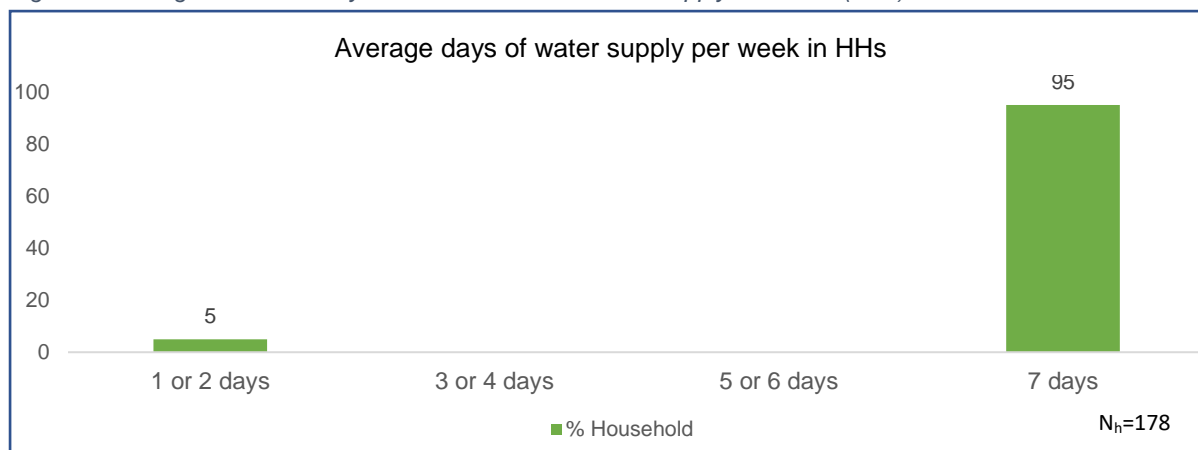 Average days of water supply per week in HHs
100
80
60
40
20
0
5
95
1 or 2 days
3 or 4 days
5 or 6 days
7 days
% Household
Nₕ=178